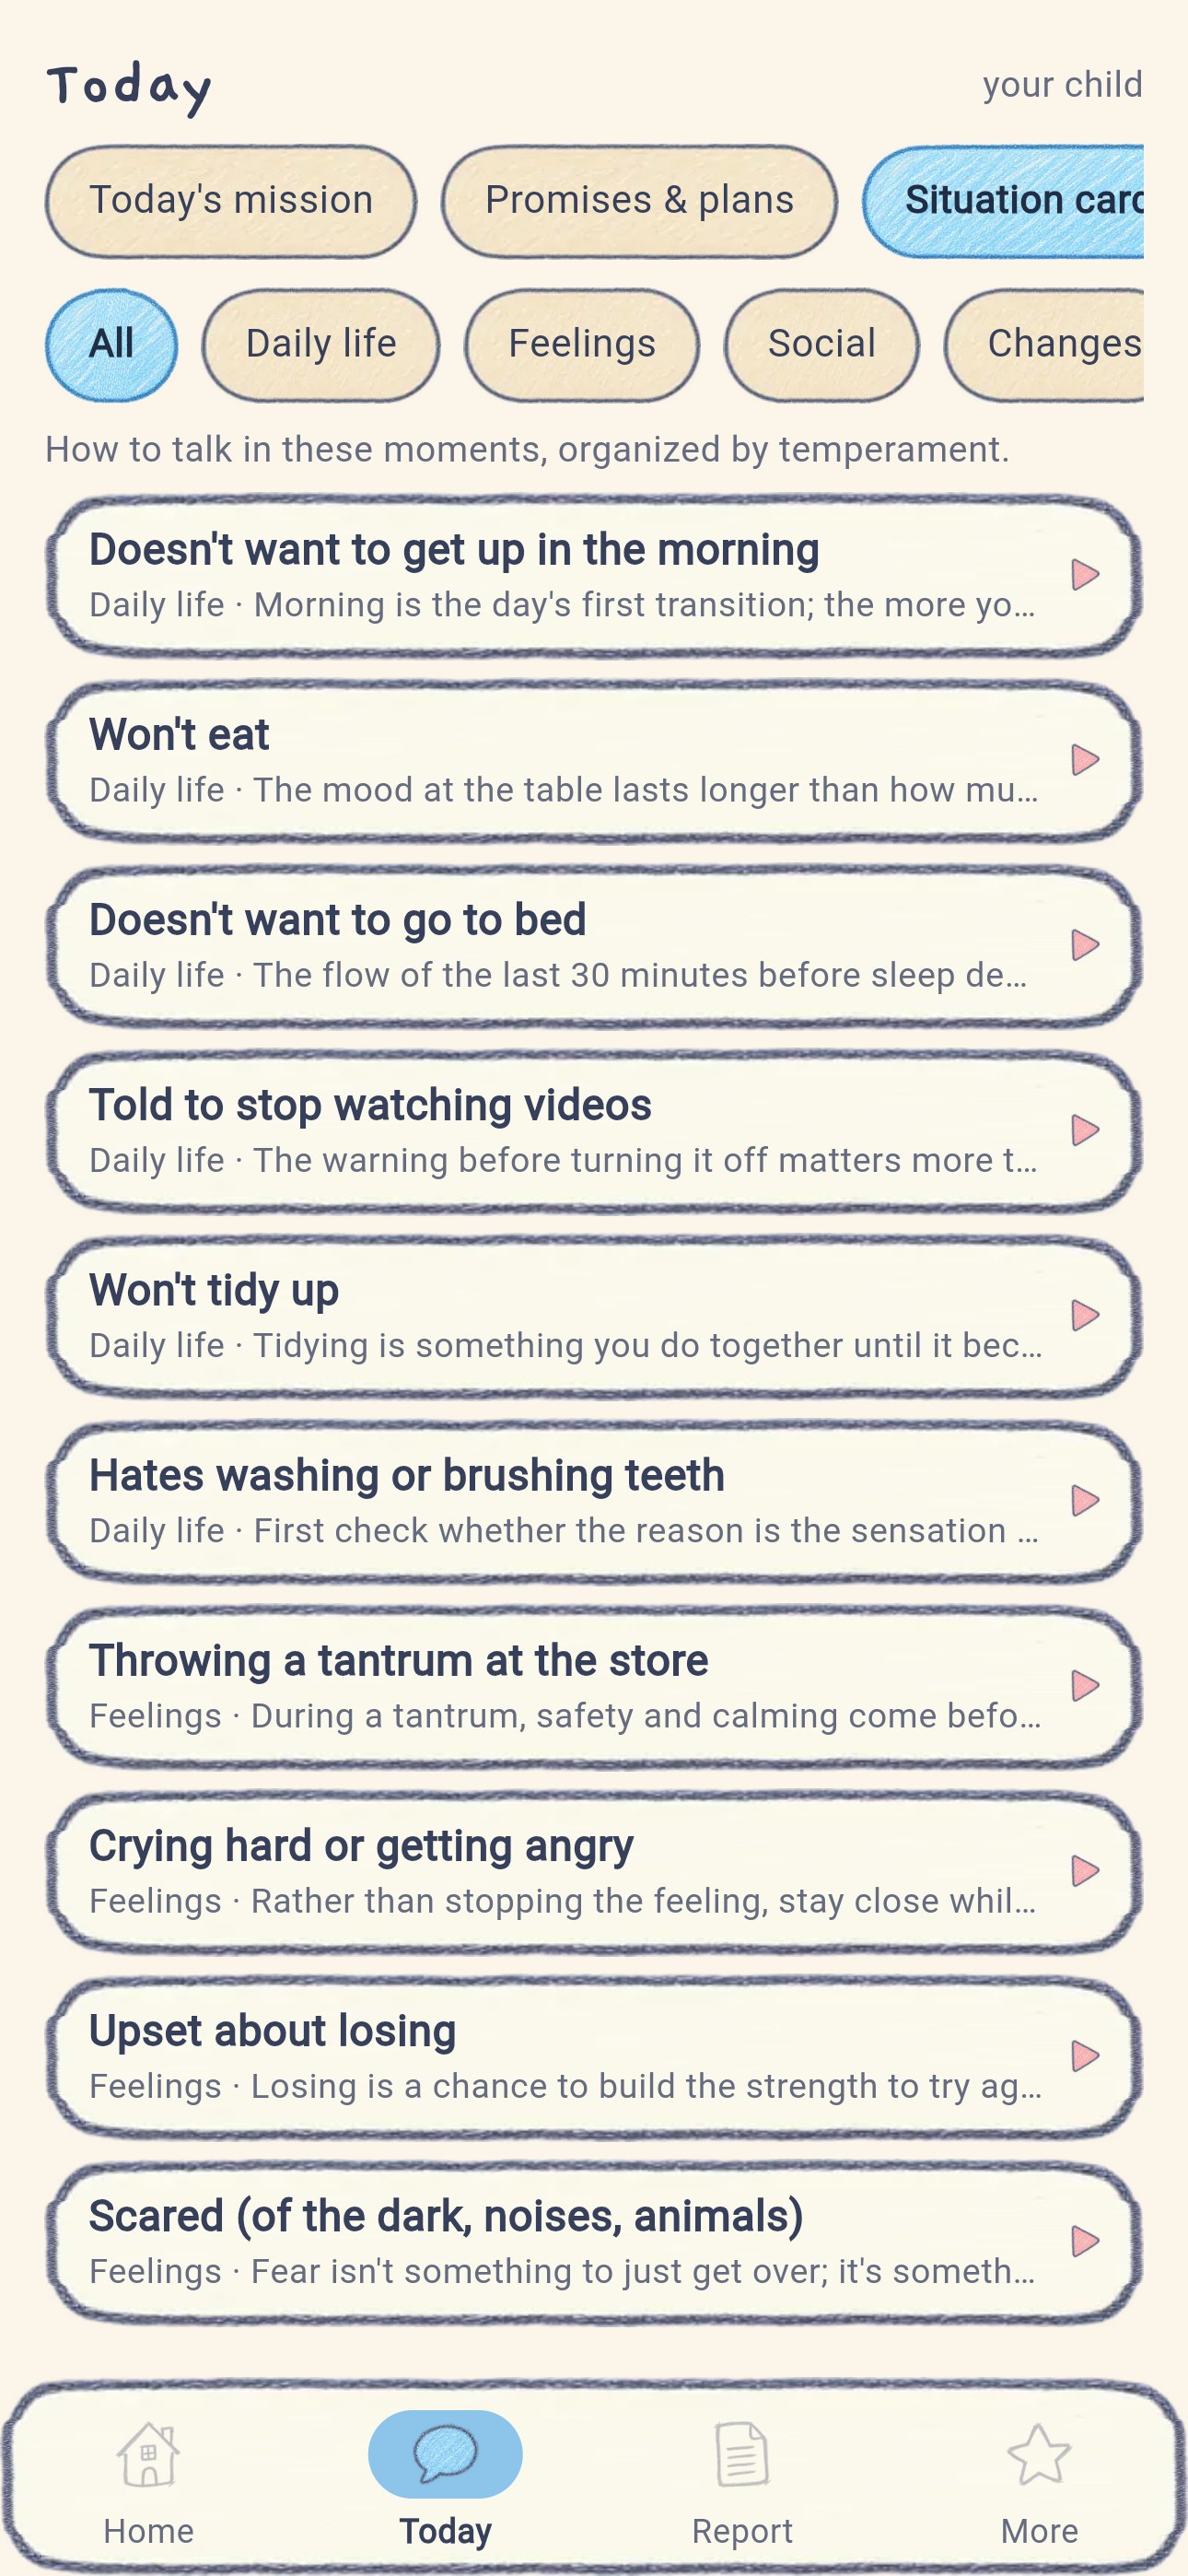 Today
your child
Today's mission
Promises & plans
Situation card
All
Daily life
Feelings
Social
Changes
How to talk in these moments, organized by temperament.
Doesn't want to get up in the morning
Daily life · Morning is the day's first transition; the more yo...
Won't eat
Daily life · The mood at the table lasts longer than how mu...
Doesn't want to go to bed
Daily life · The flow of the last 30 minutes before sleep de...
Told to stop watching videos
Daily life · The warning before turning it off matters more t...
Won't tidy up
Daily life · Tidying is something you do together until it bec...
Hates washing or brushing teeth
Daily life · First check whether the reason is the sensation ...
Throwing a tantrum at the store
Feelings · During a tantrum, safety and calming come befo...
Crying hard or getting angry
Feelings · Rather than stopping the feeling, stay close whil...
Upset about losing
Feelings · Losing is a chance to build the strength to try ag...
Scared (of the dark, noises, animals)
Feelings · Fear isn't something to just get over; it's someth...
Home
Today
Report
More